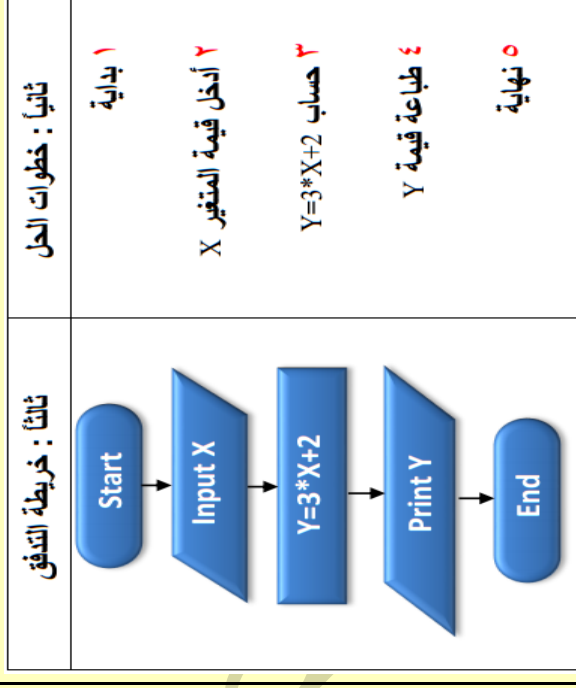 ثانياً : خطوات الحل
١ بداية
٢ أدخل قيمة المتغير X
٣ حساب Y=3*X+2
٤ طباعة قيمة Y
٥ نهاية
ثالثاً : خريطة التدفق
Start
Input X
Y=3*X+2
Print Y
End